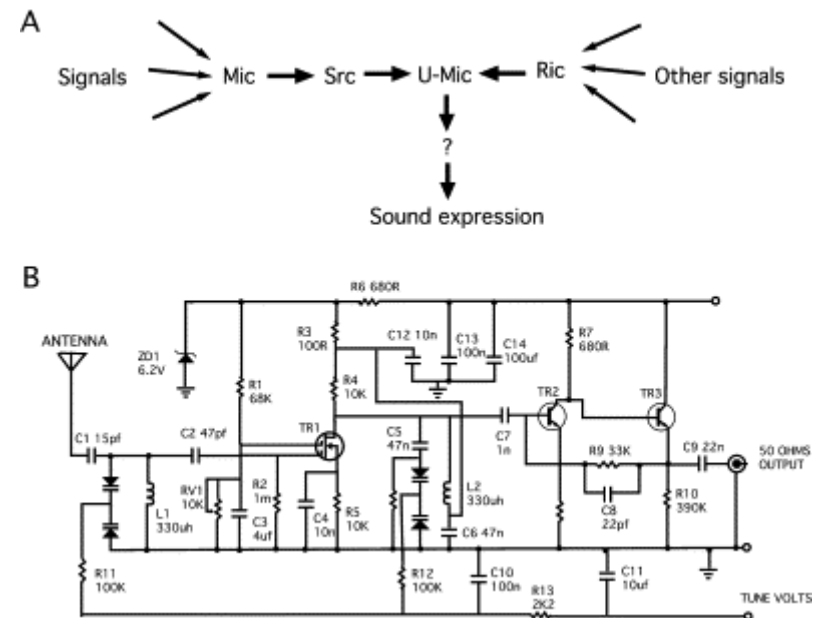 A
Signals Mic Src U-Mic Ric Other signals
?
Sound expression
B
R6 680R
ANTENNA
ZD1
6.2V
R1
68K
R3
100R
R4
10K
C12 10n
C13
100n
C14
100uf
R7
680R
TR1
TR2
TR3
C1 15pf
C2 47pf
C5
47n
C7
1n
R9 33K
C9 22n
50 OHMS
OUTPUT
L1
330uh
RV1
10K
C3
4uf
R2
1m
C4
10n
R5
10K
L2
330uh
C6 47n
C8
22pf
R10
390K
R11
100K
R12
100K
C10
100n
R13
2K2
C11
10uf
TUNE VOLTS